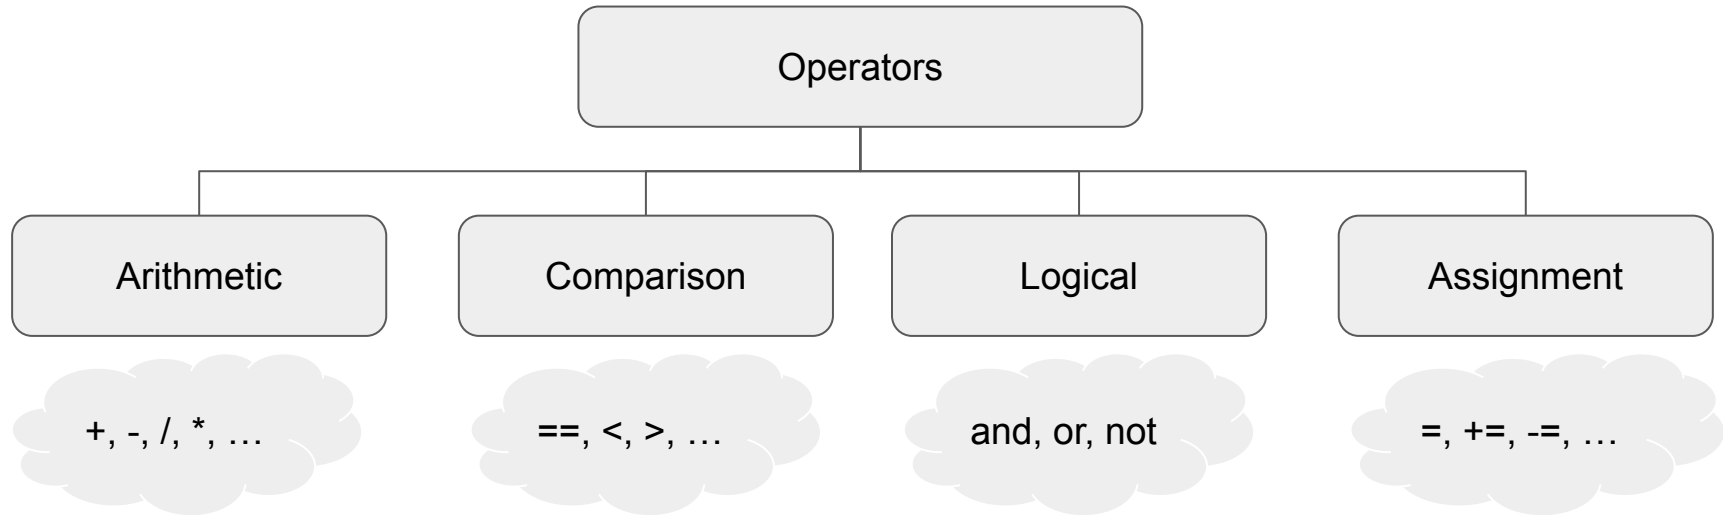 Operators
Arithmetic
Comparison
Logical
Assignment
+, -, /, *, …
==, <, >, …
and, or, not
=, +=, -=, …